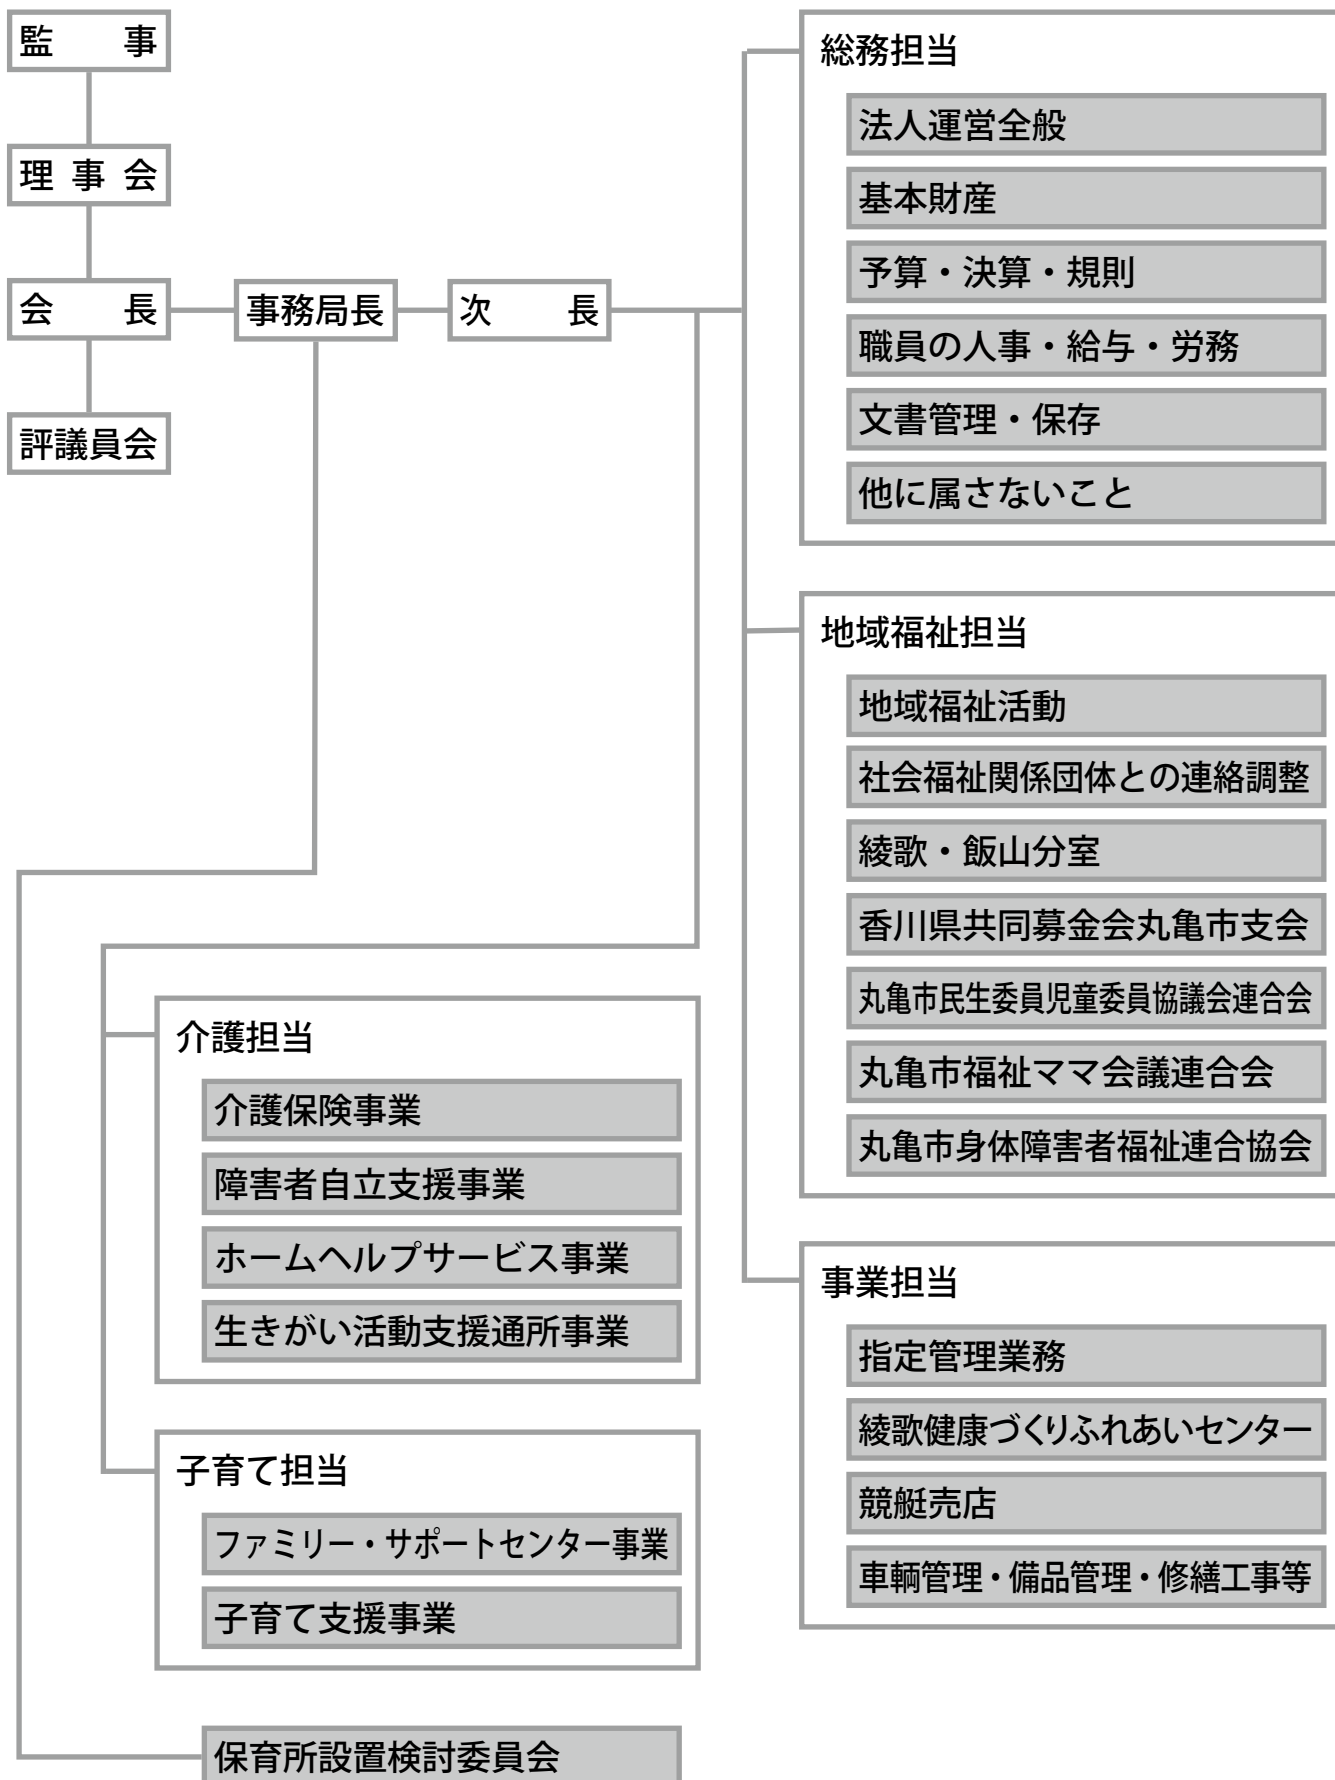 監　事
理事会
会　長
評議員会
事務局長
次　長
総務担当
法人運営全般
基本財産
予算・決算・規則
職員の人事・給与・労務
文書管理・保存
他に属さないこと
地域福祉担当
地域福祉活動
社会福祉関係団体との連絡調整
綾歌・飯山分室
香川県共同募金会丸亀市支会
丸亀市民生委員児童委員協議会連合会
丸亀市福祉ママ会議連合会
丸亀市身体障害者福祉連合協会
事業担当
指定管理業務
綾歌健康づくりふれあいセンター
競艇売店
車輌管理・備品管理・修繕工事等
介護担当
介護保険事業
障害者自立支援事業
ホームヘルプサービス事業
生きがい活動支援通所事業
子育て担当
ファミリー・サポートセンター事業
子育て支援事業
保育所設置検討委員会